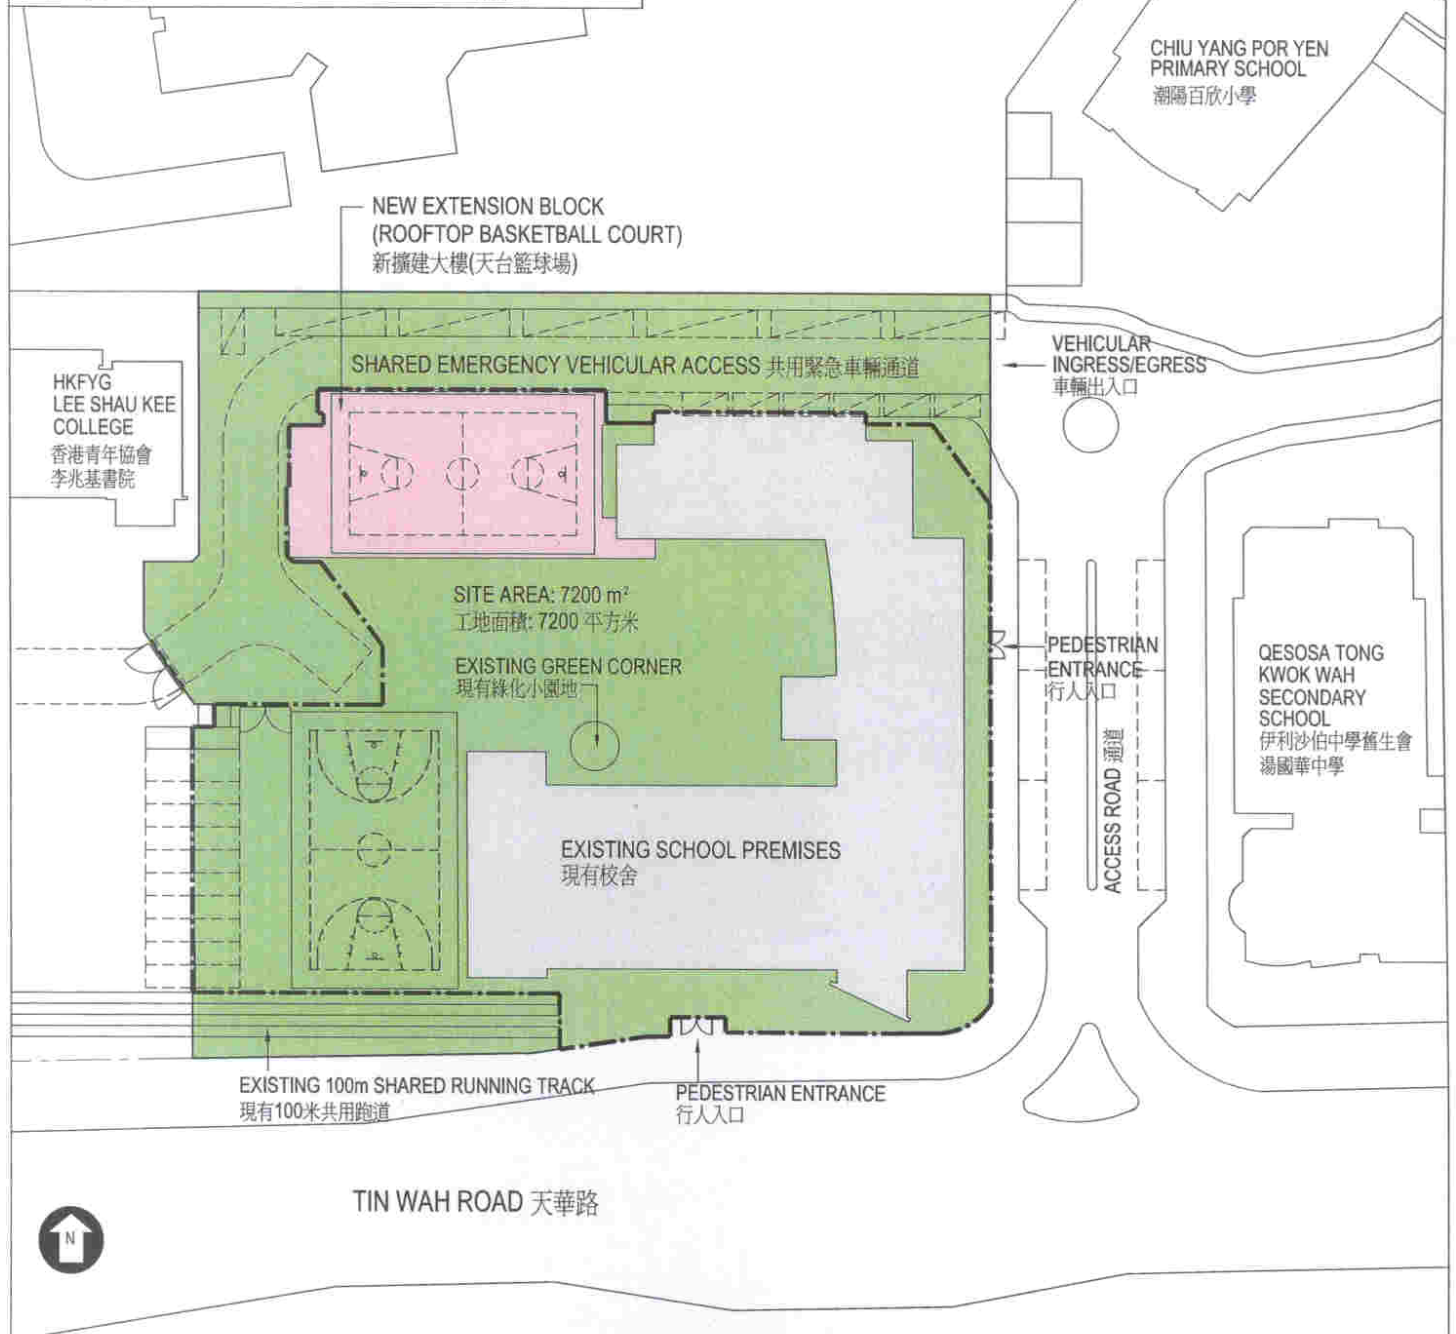 CHIU YANG POR YEN
PRIMARY SCHOOL
潮陽百欣小學
NEW EXTENSION BLOCK
(ROOFTOP BASKETBALL COURT)
新擴建大樓(天台籃球場)
SHARED EMERGENCY VEHICULAR ACCESS 共用緊急車輛通道
VEHICULAR
INGRESS/EGRESS
車輛出入口
HKFYG
LEE SHAU KEE
COLLEGE
香港青年協會
李兆基書院
SITE AREA: 7200 m²
工地面積: 7200 平方米
EXISTING GREEN CORNER
現有綠化小園地
PEDESTRIAN
ENTRANCE
行人入口
QESOSA TONG
KWOK WAH
SECONDARY
SCHOOL
伊利沙伯中學舊生會
湯國華中學
ACCESS ROAD 通道
EXISTING SCHOOL PREMISES
現有校舍
EXISTING 100m SHARED RUNNING TRACK
現有100米共用跑道
PEDESTRIAN ENTRANCE
行人入口
TIN WAH ROAD 天華路
N